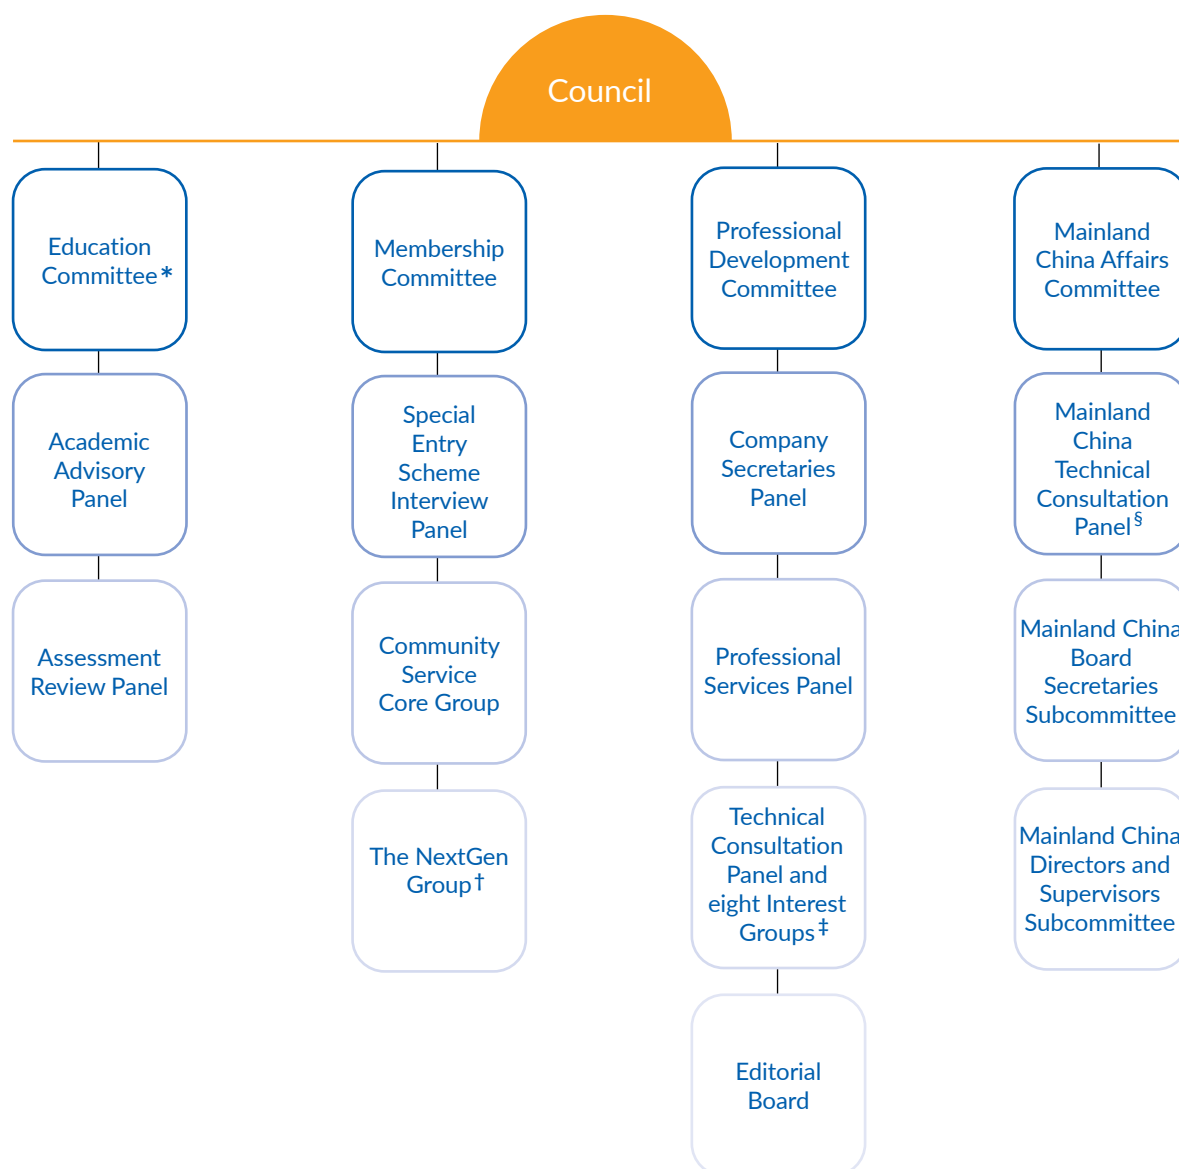 Council
Education
Committee*
Academic
Advisory
Panel
Assessment
Review Panel
Membership
Committee
Special
Entry
Scheme
Interview
Panel
Community
Service
Core Group
The NextGen
Group†
Professional
Development
Committee
Company
Secretaries
Panel
Professional
Services Panel
Technical
Consultation
Panel and
eight Interest
Groups‡
Editorial
Board
Mainland
China Affairs
Committee
Mainland
China
Technical
Consultation
Panel§
Mainland China
Board
Secretaries
Subcommittee
Mainland China
Directors and
Supervisors
Subcommittee